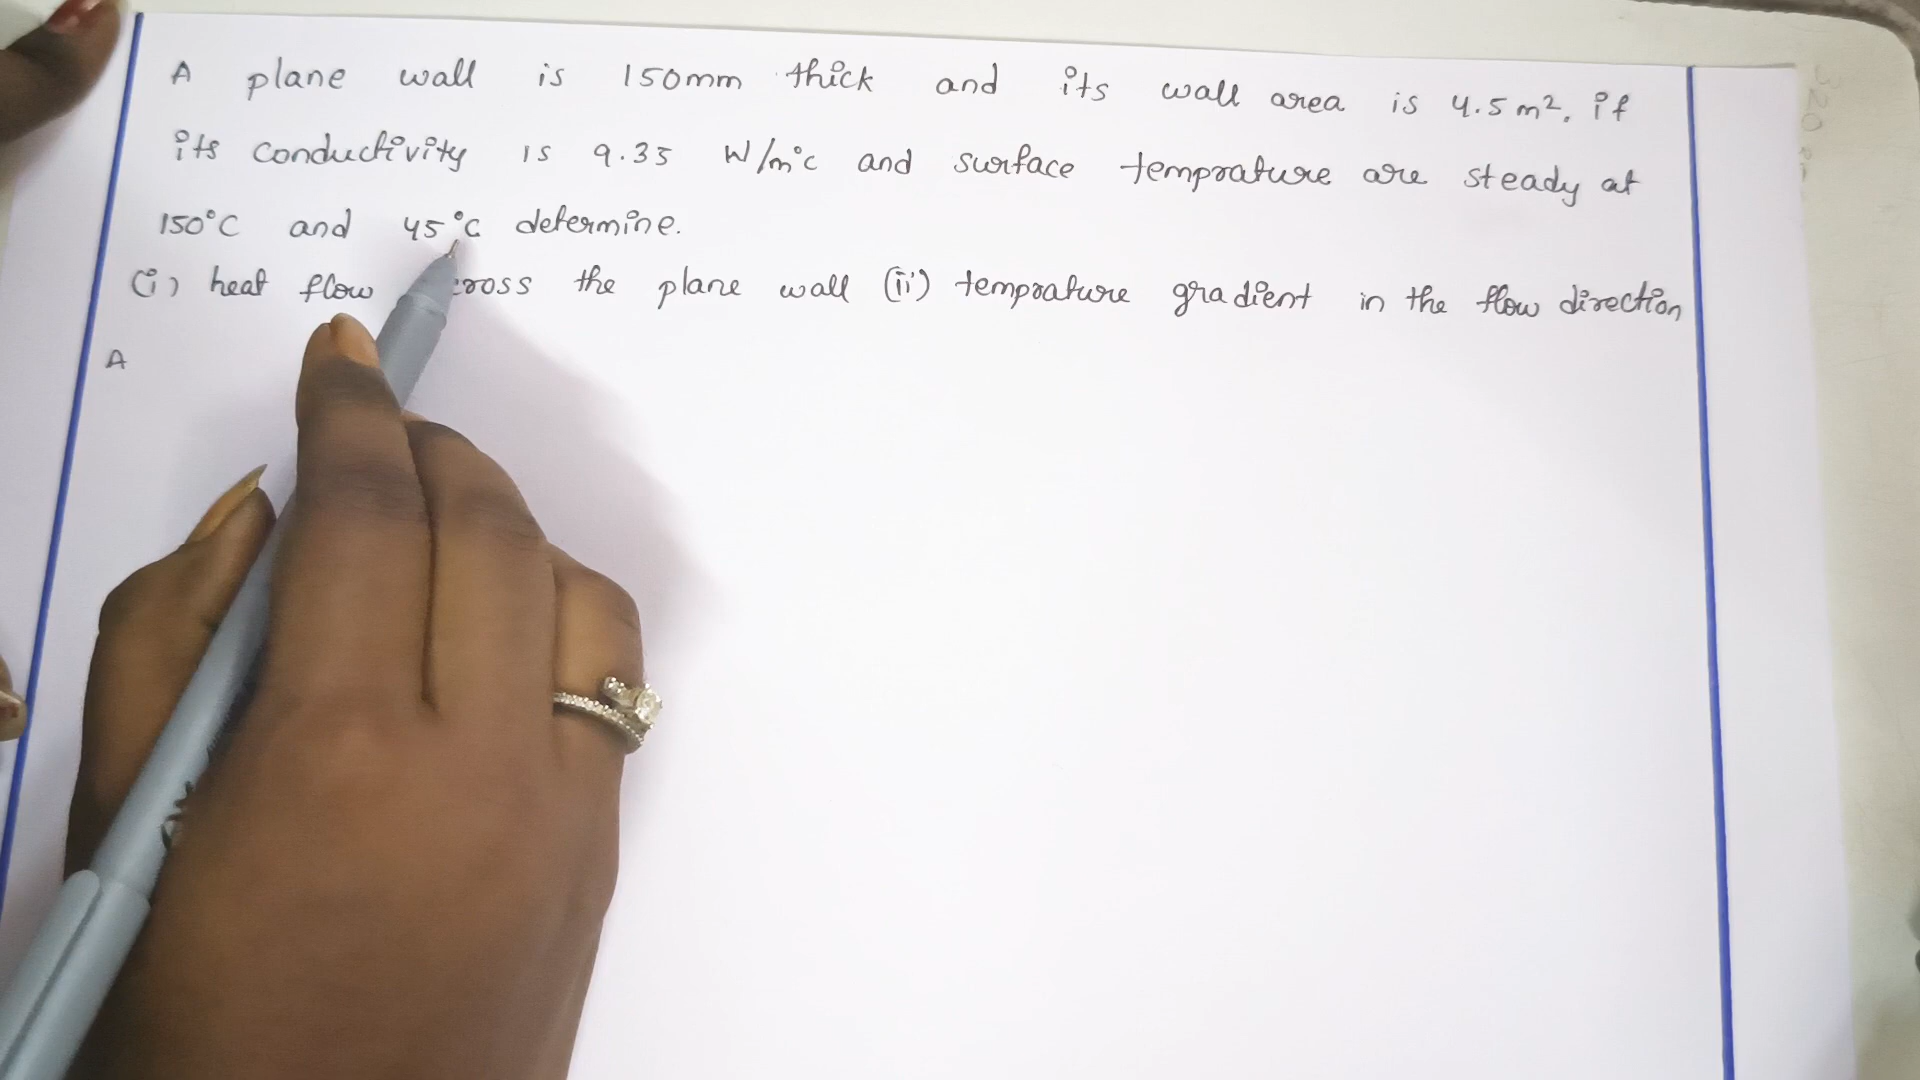 A plane wall is 150mm thick and its wall area is 4.5 m². if
its conductivity is 9.35 W/m°c and surface temprature are steady at
150°C and 45°C determine.
(i) heat flow the plane wall (ii) temprature gradient in the flow direction
A